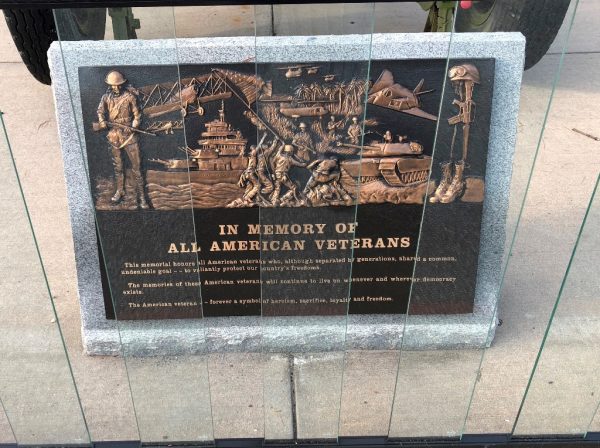 IN MEMORY OF
ALL AMERICAN VETERANS
This memorial honors all American veterans who, although separated by generations, shared a common,
undeniable goal -- to valiantly protect our country's freedoms.
The memories of these American veterans will continue to live on whenever and wherever democracy
exists.
The American veteran -- forever a symbol of heroism, sacrifice, loyalty and freedom.